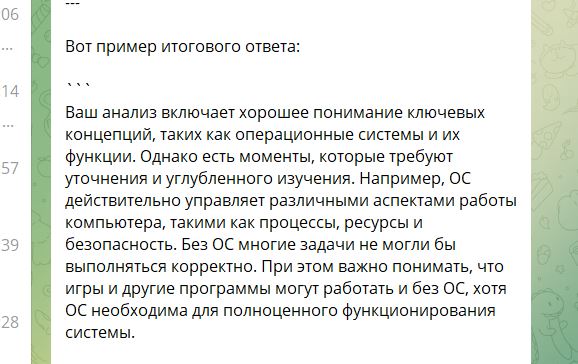 06
---
Вот пример итогового ответа:
...
```
14
Ваш анализ включает хорошее понимание ключевых
...
концепций, таких как операционные системы и их
функции. Однако есть моменты, которые требуют
57
уточнения и углубленного изучения. Например, ОС
действительно управляет различными аспектами работы
компьютера, такими как процессы, ресурсы и
39
безопасность. Без ОС многие задачи не могли бы
выполняться корректно. При этом важно понимать, что
игры и другие программы могут работать и без ОС, хотя
28
ОС необходима для полноценного функционирования
системы.